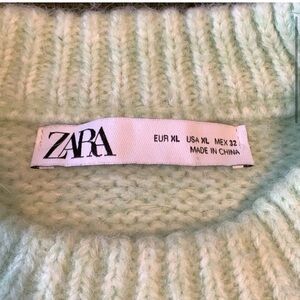 ZARA
EUR XL USA XL MEX 32
MADE IN CHINA